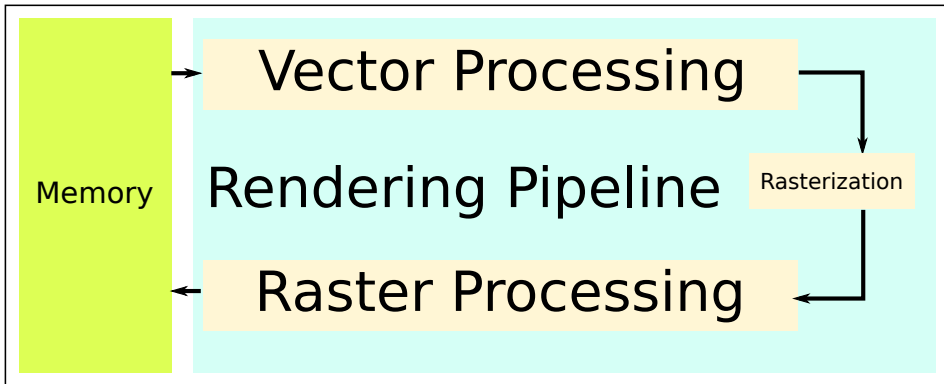 Vector Processing
Memory
Rendering Pipeline
Rasterization
Raster Processing